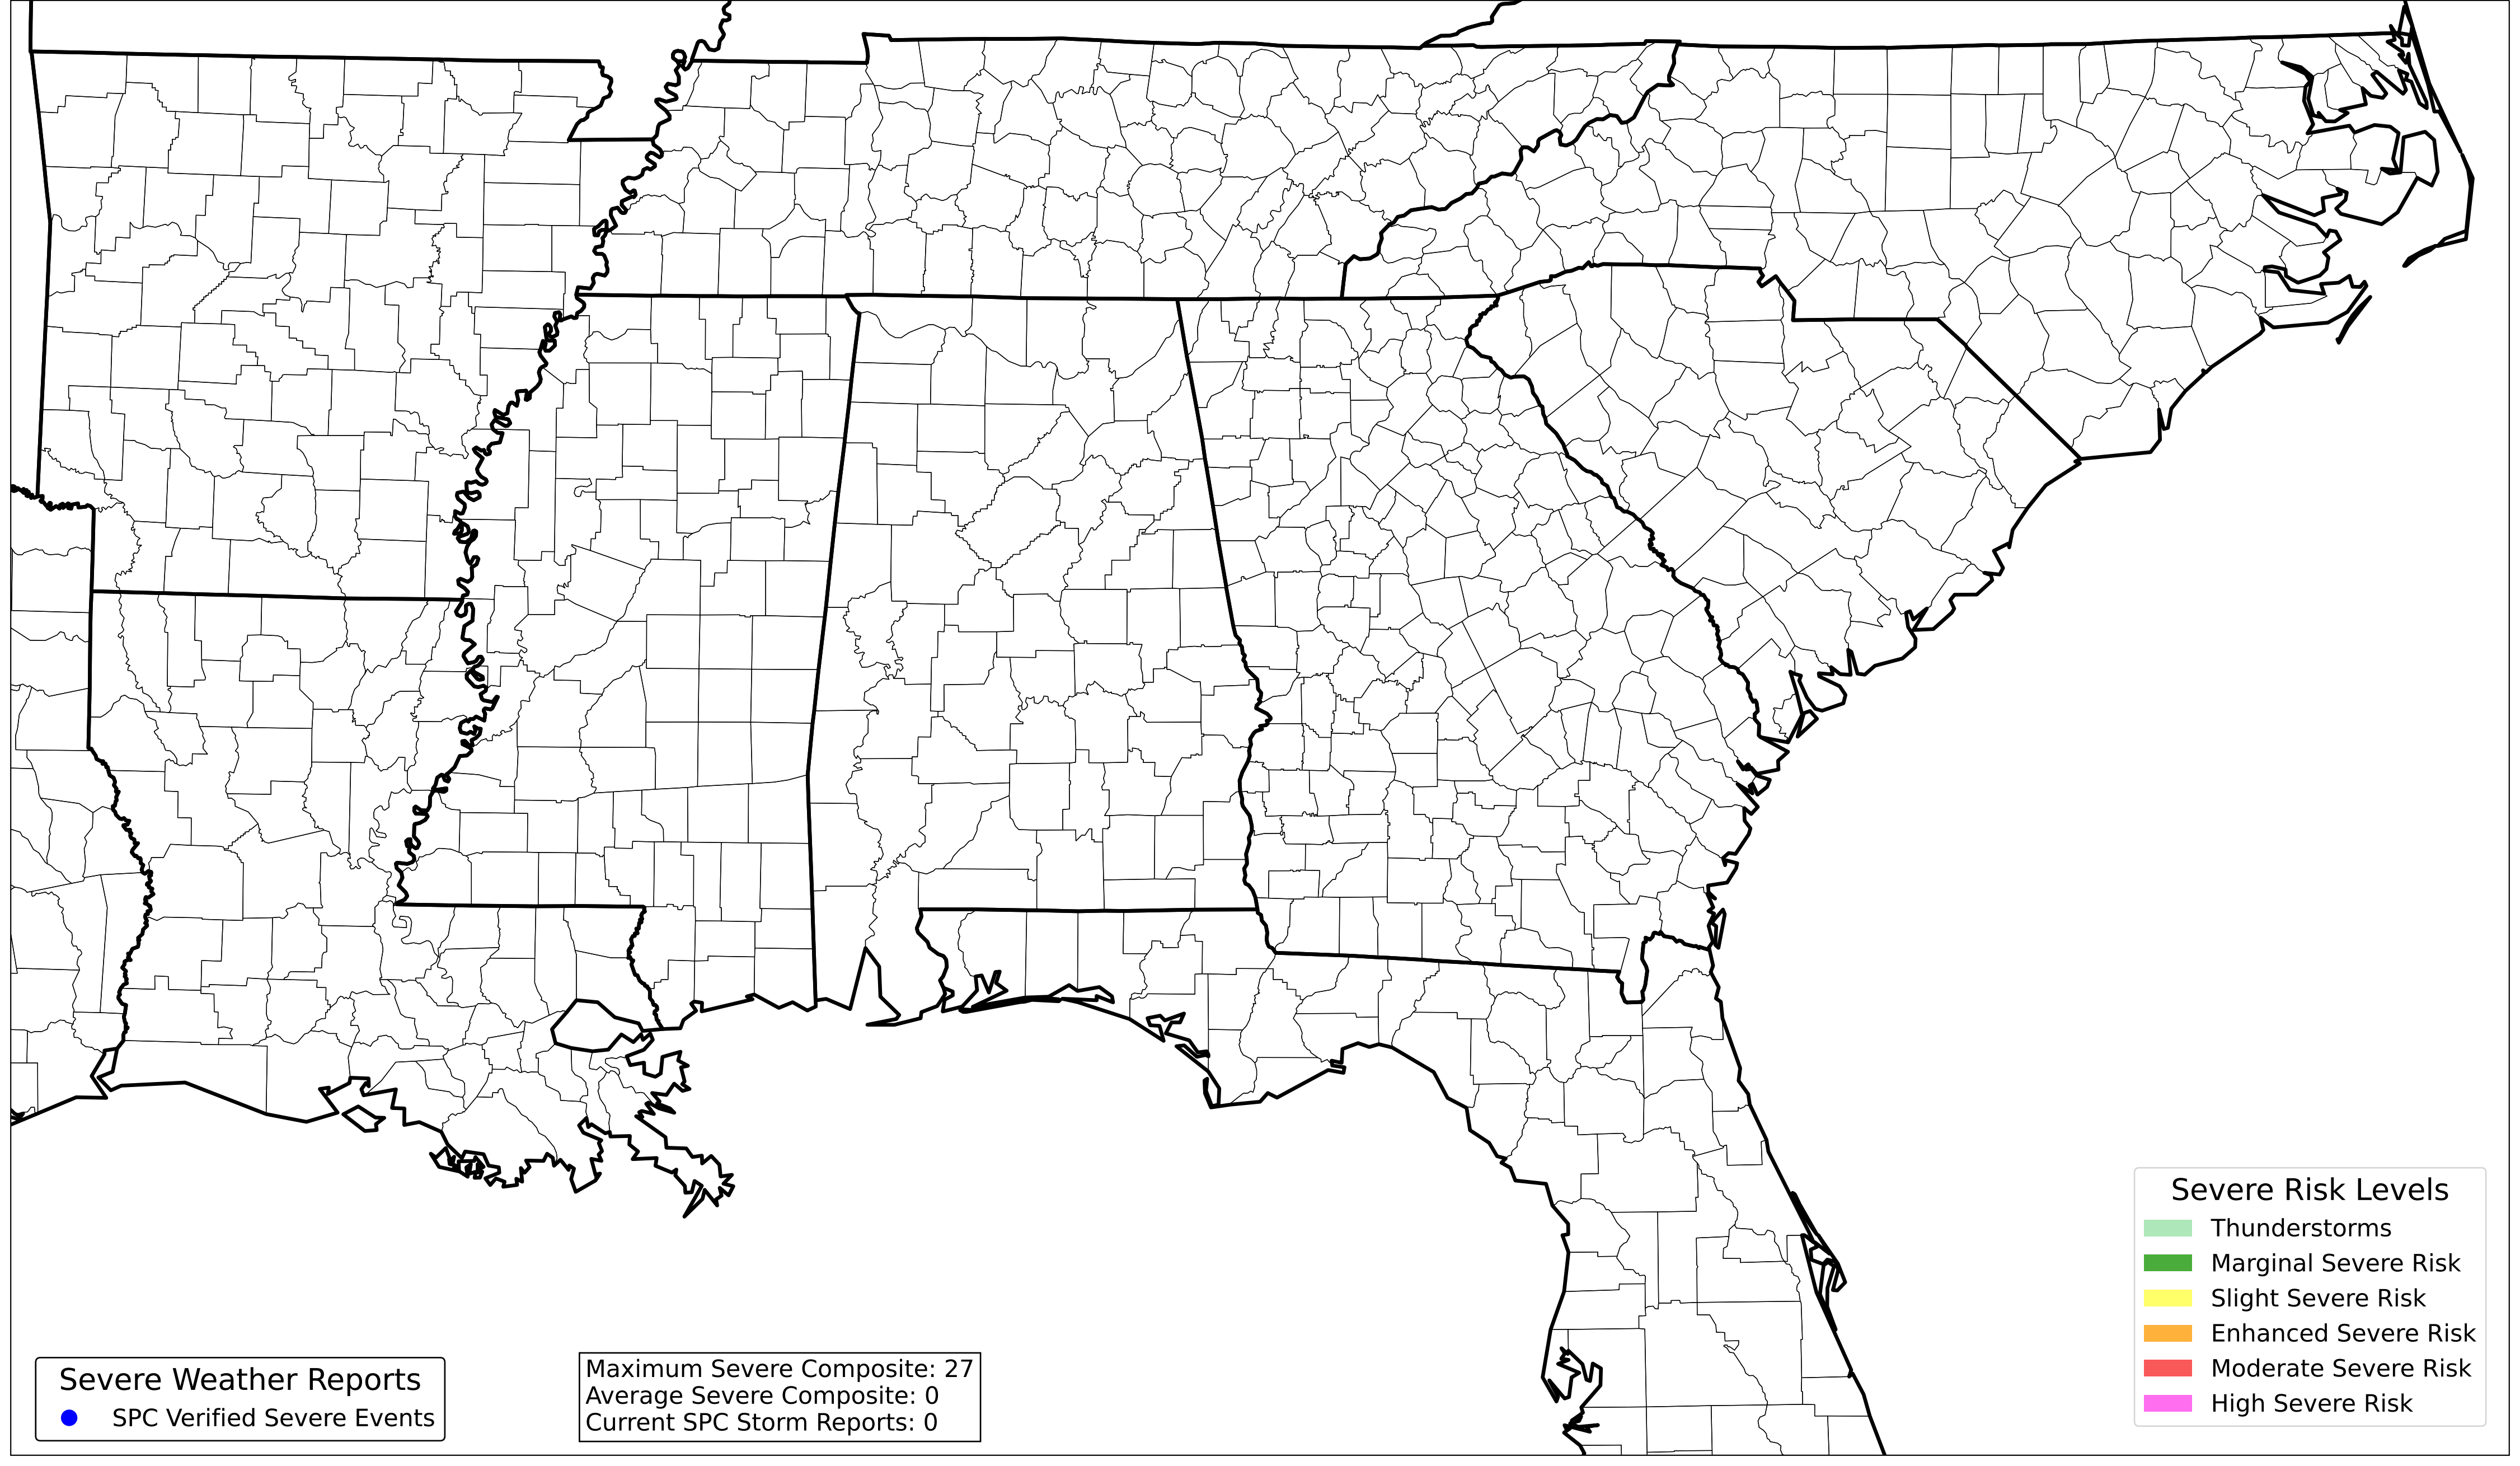 Severe Risk Levels
Thunderstorms
Marginal Severe Risk
Slight Severe Risk
Enhanced Severe Risk
Moderate Severe Risk
High Severe Risk
Severe Weather Reports
SPC Verified Severe Events
Maximum Severe Composite: 27
Average Severe Composite: 0
Current SPC Storm Reports: 0